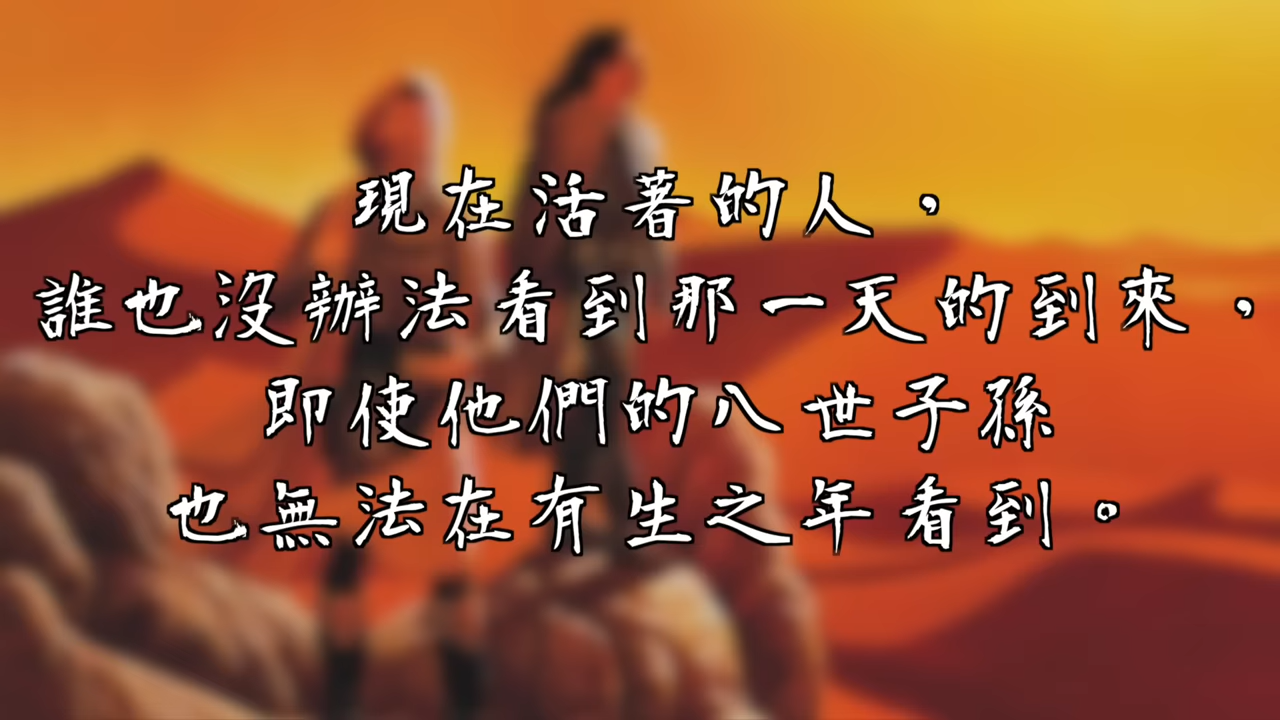 現在活著的人，
誰也沒辦法看到那一天的到來，
即使他們的八世子孫
也無法在有生之年看到。